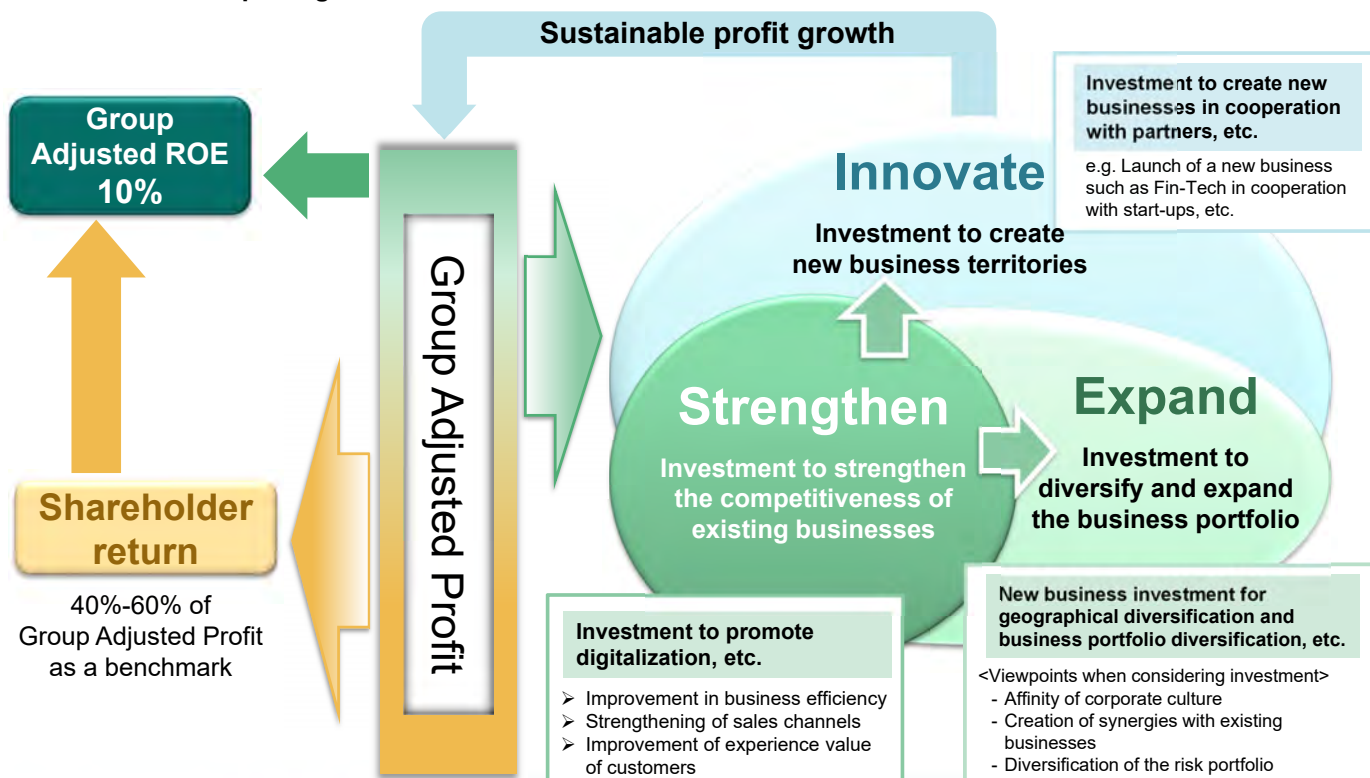 Sustainable profit growth
Group
Adjusted ROE
10%
Shareholder
return
40%-60% of
Group Adjusted Profit
as a benchmark
Group Adjusted Profit
Innovate
Investment to create
new business territories
Investment to create new
businesses in cooperation
with partners, etc.
e.g. Launch of a new business
such as Fin-Tech in cooperation
with start-ups, etc.
Strengthen
Investment to strengthen
the competitiveness of
existing businesses
Expand
Investment to
diversify and expand
the business portfolio
Investment to promote
digitalization, etc.
➢ Improvement in business efficiency
➢ Strengthening of sales channels
➢ Improvement of experience value
of customers
New business investment for
geographical diversification and
business portfolio diversification, etc.
<Viewpoints when considering investment>
- Affinity of corporate culture
- Creation of synergies with existing
businesses
- Diversification of the risk portfolio